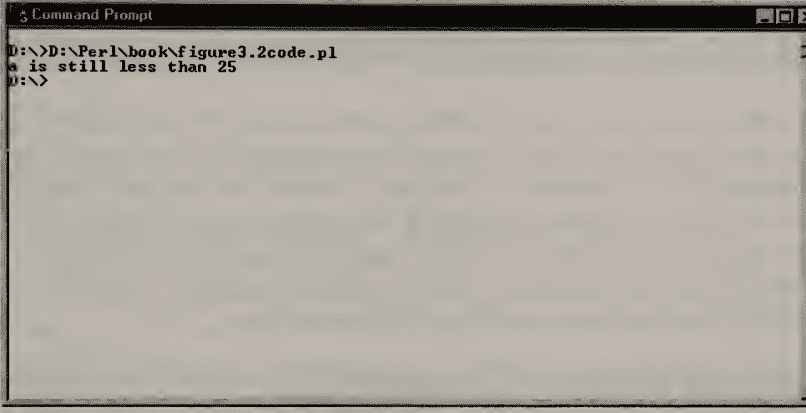 Command Prompt
D:\>D:\Perl\book\figure3.2code.pl
a is still less than 25
D:\>